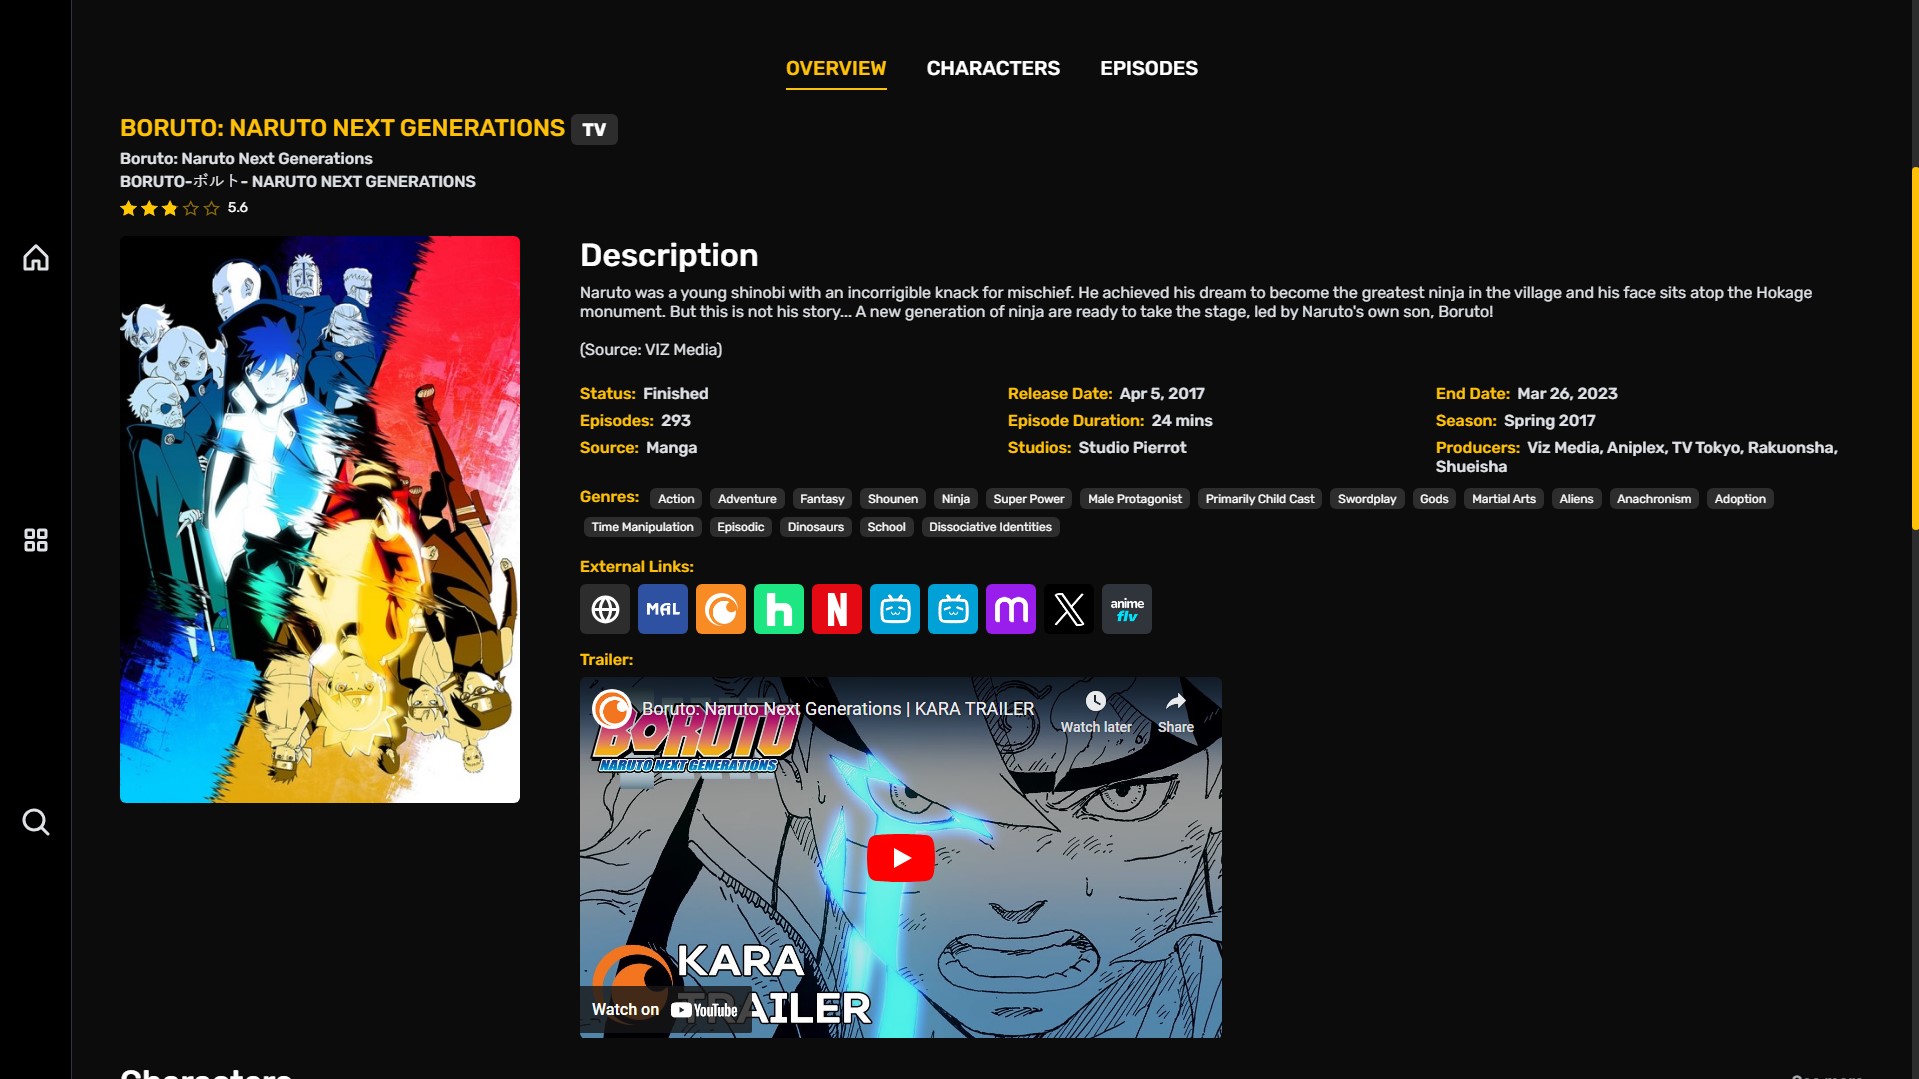 OVERVIEW CHARACTERS EPISODES
BORUTO: NARUTO NEXT GENERATIONS TV
Boruto: Naruto Next Generations
BORUTO-ボルト- NARUTO NEXT GENERATIONS
5.6
Description
Naruto was a young shinobi with an incorrigible knack for mischief. He achieved his dream to become the greatest ninja in the village and his face sits atop the Hokage
monument. But this is not his story... A new generation of ninja are ready to take the stage, led by Naruto's own son, Boruto!
(Source: VIZ Media)
Status: Finished Release Date: Apr 5, 2017 End Date: Mar 26, 2023
Episodes: 293 Episode Duration: 24 mins Season: Spring 2017
Source: Manga Studios: Studio Pierrot Producers: Viz Media, Aniplex, TV Tokyo, Rakuonsha,
Shueisha
Genres: Action Adventure Fantasy Shounen Ninja Super Power Male Protagonist Primarily Child Cast Swordplay Gods Martial Arts Aliens Anachronism Adoption
Time Manipulation Episodic Dinosaurs School Dissociative Identities
External Links:
MAL h N m X anime
flv
Trailer:
Boruto: Naruto Next Generations | KARA TRAILER
Watch later Share
BORUTO
NARUTO NEXT GENERATIONS
KARA
TRAILER
Watch on YouTube
Characters See more